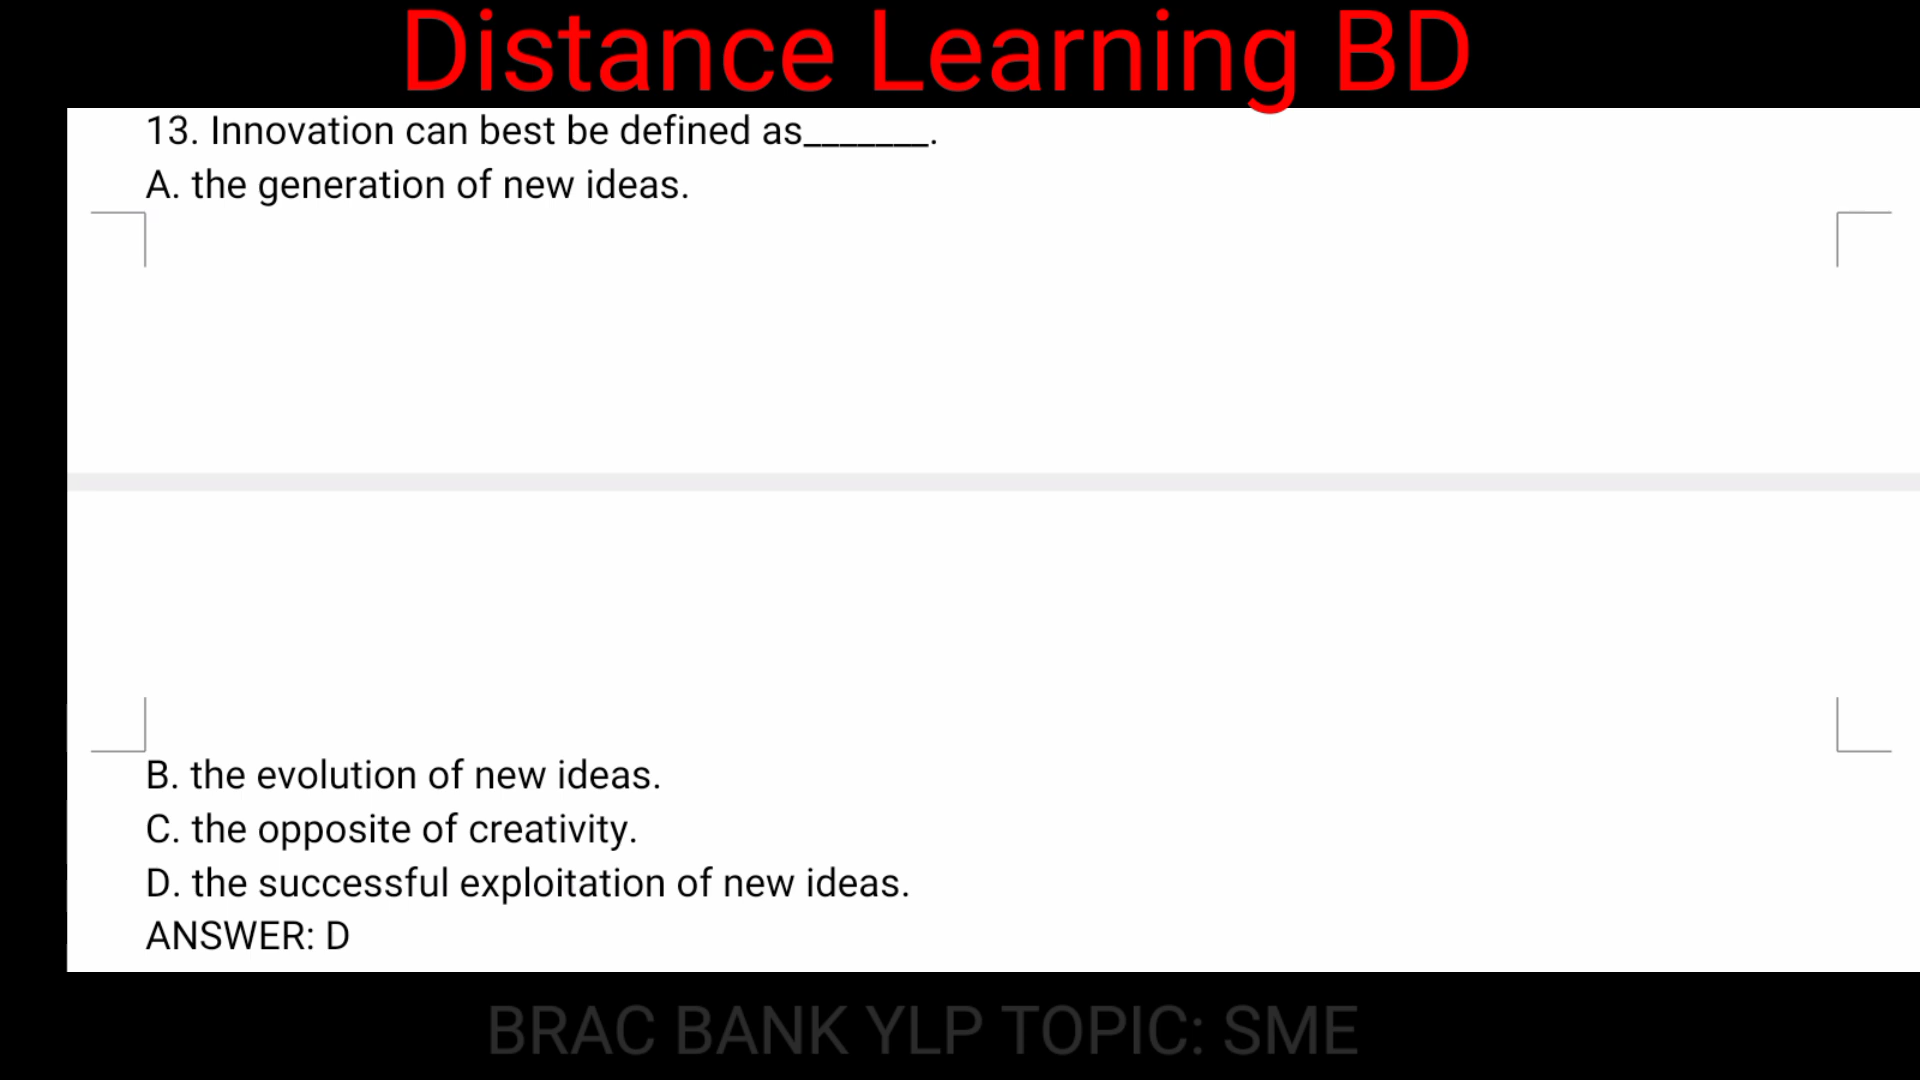 Distance Learning BD
13. Innovation can best be defined as_______.
A. the generation of new ideas.
B. the evolution of new ideas.
C. the opposite of creativity.
D. the successful exploitation of new ideas.
ANSWER: D
BRAC BANK YLP TOPIC: SME